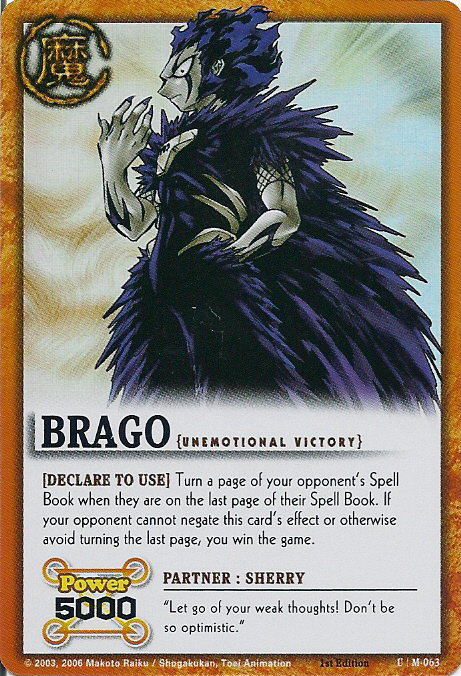 魔
BRAGO {UNEMOTIONAL VICTORY}
[DECLARE TO USE] Turn a page of your opponent's Spell
Book when they are on the last page of their Spell Book. If
your opponent cannot negate this card's effect or otherwise
avoid turning the last page, you win the game.
Power
5000
PARTNER : SHERRY
"Let go of your weak thoughts! Don't be
so optimistic."
© 2003, 2006 Makoto Raiku / Shogakukan, Toei Animation 1st Edition U | M-063